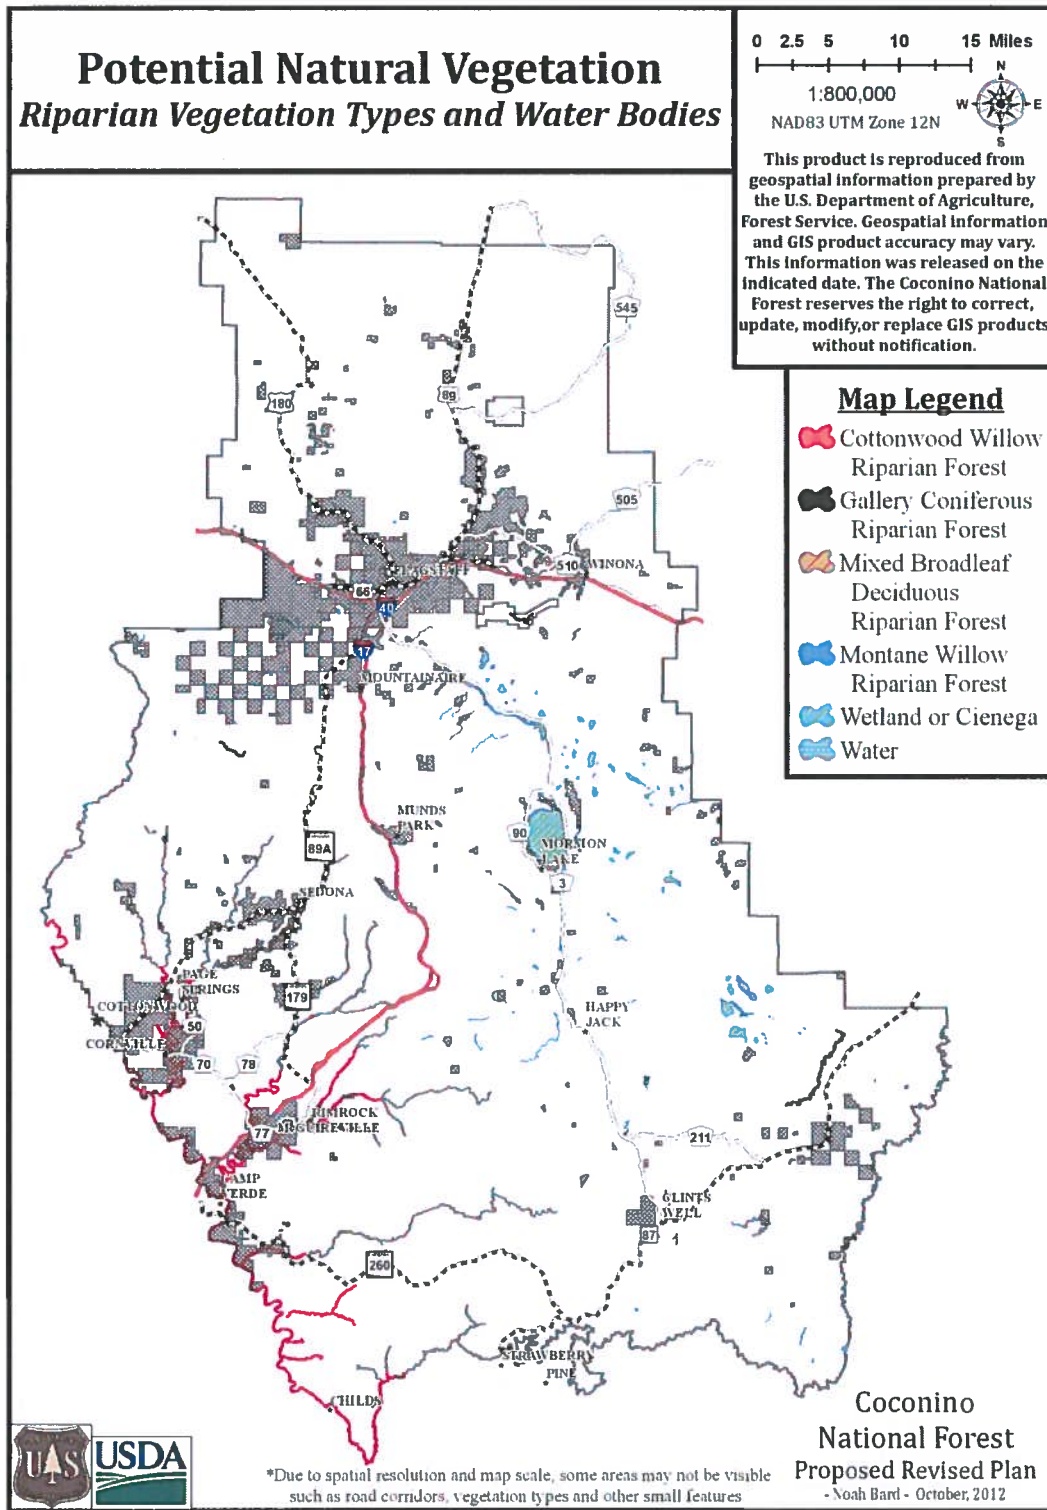 Potential Natural Vegetation
Riparian Vegetation Types and Water Bodies
0 2.5 5 10 15 Miles
1:800,000
NAD83 UTM Zone 12N
N
W E
S
This product is reproduced from
geospatial information prepared by
the U.S. Department of Agriculture,
Forest Service. Geospatial information
and GIS product accuracy may vary.
This information was released on the
indicated date. The Coconino National
Forest reserves the right to correct,
update, modify,or replace GIS products
without notification.
Map Legend
Cottonwood Willow
Riparian Forest
Gallery Coniferous
Riparian Forest
Mixed Broadleaf
Deciduous
Riparian Forest
Montane Willow
Riparian Forest
Wetland or Cienega
Water
545
180
89
505
FLAGSTAFF
510
WINONA
66
40
17
MOUNTAINAIRE
MUNDS
PARK
90
MORMON
LAKE
89A
3
SEDONA
PAGE
SPRINGS
179
COTTONWOOD
50
CORNVILLE
HAPPY
JACK
70
78
RIMROCK
MCGUIREVILLE
77
211
CAMP
VERDE
CLINTS
WELL
87
1
260
STRAWBERRY
PINE
CHILDS
Coconino
National Forest
Proposed Revised Plan
- Noah Bard - October, 2012
U S
USDA
*Due to spatial resolution and map scale, some areas may not be visible
such as road corridors, vegetation types and other small features